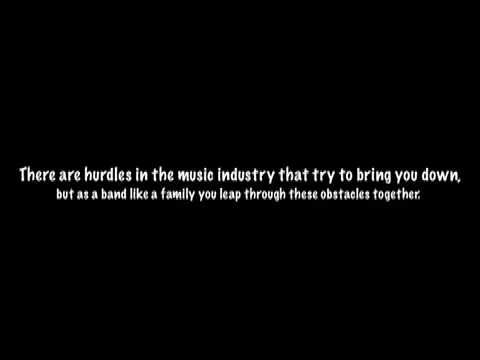 There are hurdles in the music industry that try to bring you down,
but as a band like a family you leap through these obstacles together.